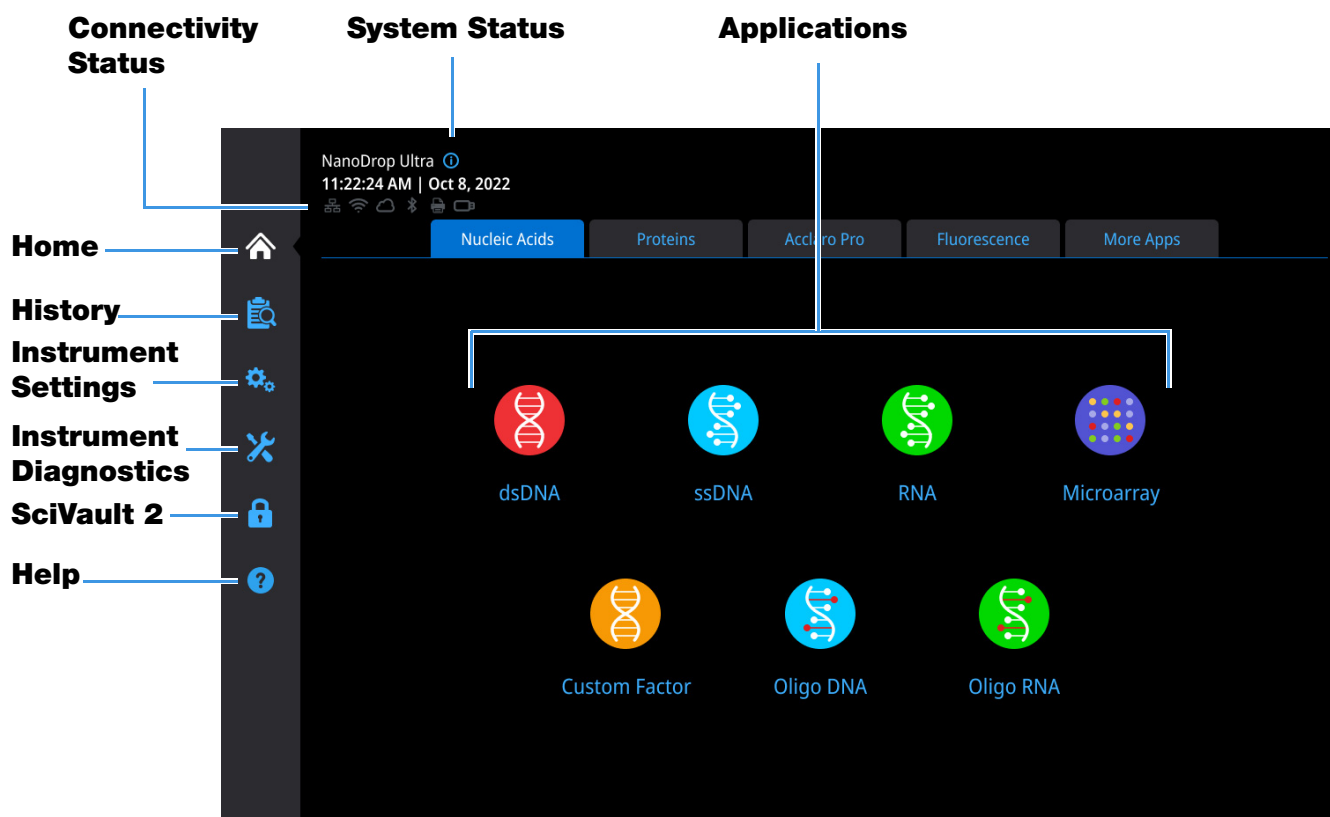 Connectivity
Status
System Status
Applications
NanoDrop Ultra
11:22:24 AM | Oct 8, 2022
Nucleic Acids
Proteins
Acclaro Pro
Fluorescence
More Apps
Home
History
Instrument
Settings
Instrument
Diagnostics
SciVault 2
Help
dsDNA
ssDNA
RNA
Microarray
Custom Factor
Oligo DNA
Oligo RNA